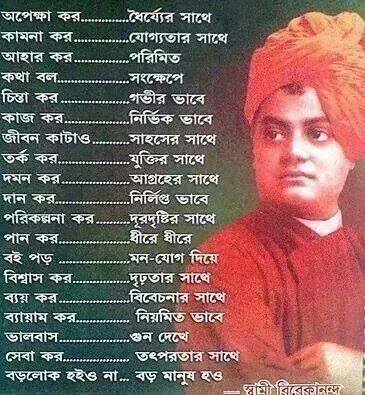 অপেক্ষা কর.............ধৈর্য্যের সাথে
কামনা কর..............যোগ্যতার সাথে
আহার কর..............পরিমিত
কথা বল.................সংক্ষেপে
চিন্তা কর................গভীর ভাবে
কাজ কর................নির্ভিক ভাবে
জীবন কাটাও..........সাহসের সাথে
তর্ক কর.................যুক্তির সাথে
দমন কর................আগ্রহের সাথে
দান কর.................নির্লিপ্ত ভাবে
পরিকল্পনা কর.......দূরদৃষ্টির সাথে
পান কর................ধীরে ধীরে
বই পড় ................মন-যোগ দিয়ে
বিশ্বাস কর.............দৃঢ়তার সাথে
ব্যয় কর.................বিবেচনার সাথে
ব্যায়াম কর............. নিয়মিত ভাবে
ভালবাস ............... গুন দেখে
সেবা কর................ তৎপরতার সাথে
বড়লোক হইও না... বড় মানুষ হও
— স্বামী বিবেকানন্দ